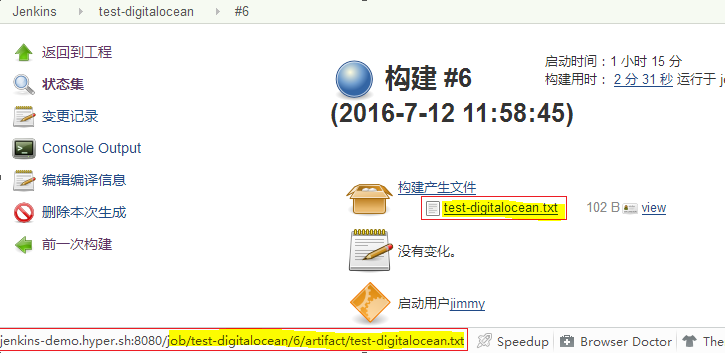 Jenkins test-digitalocean #6
返回到工程
状态集
变更记录
Console Output
编辑编译信息
删除本次生成
前一次构建
构建 #6
(2016-7-12 11:58:45)
启动时间：1 小时 15 分
构建用时： 2 分 31 秒 运行于 je
构建产生文件
test-digitalocean.txt 102 B view
没有变化。
启动用户jimmy
jenkins-demo.hyper.sh:8080/job/test-digitalocean/6/artifact/test-digitalocean.txt Speedup Browser Doctor The